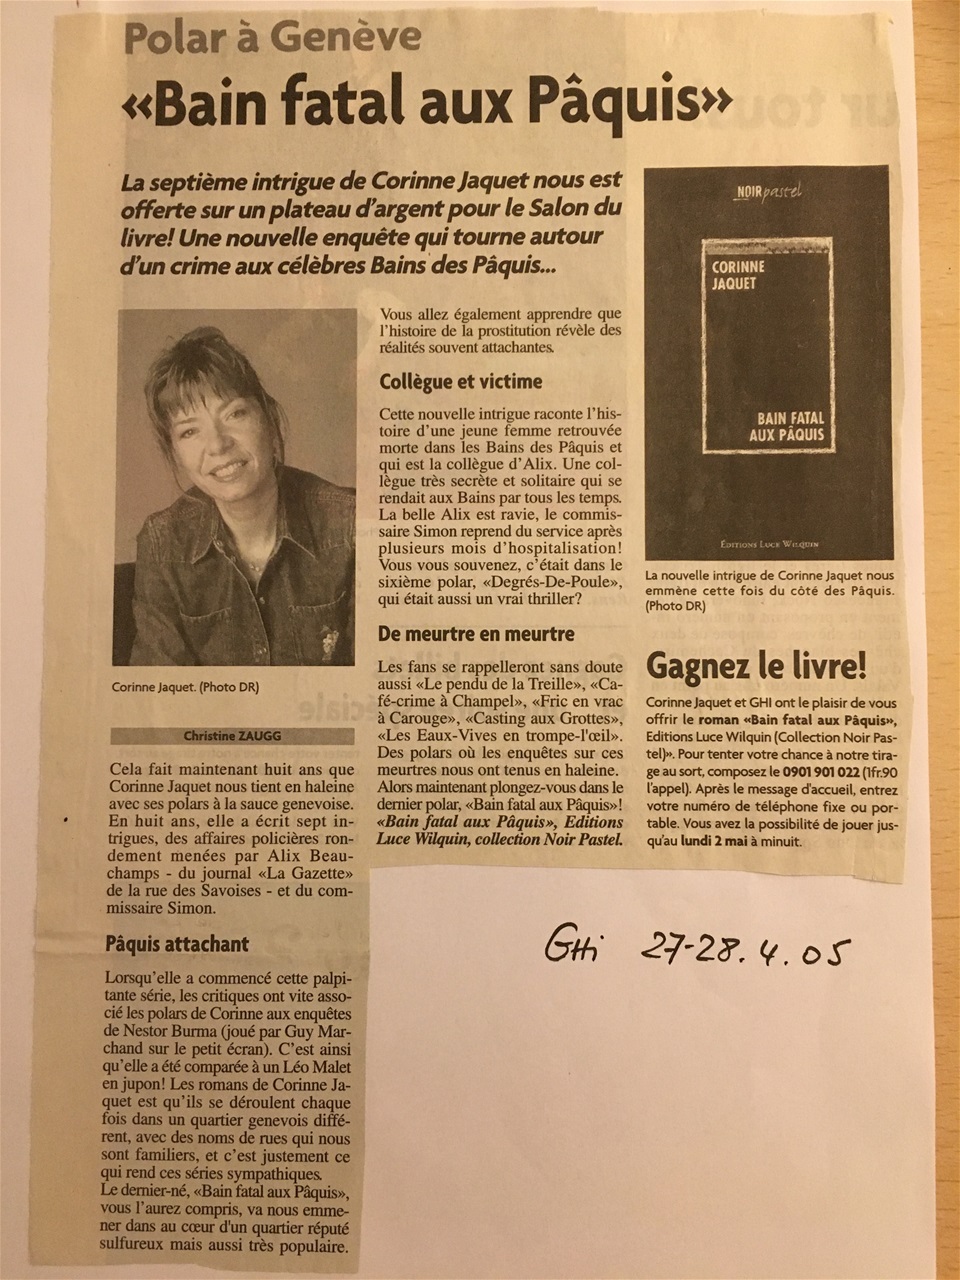 Polar à Genève
«Bain fatal aux Pâquis»
La septième intrigue de Corinne Jaquet nous est
offerte sur un plateau d'argent pour le Salon du
livre! Une nouvelle enquête qui tourne autour
d'un crime aux célèbres Bains des Pâquis...
Corinne Jaquet. (Photo DR)
Christine ZAUGG
Cela fait maintenant huit ans que
Corinne Jaquet nous tient en haleine
avec ses polars à la sauce genevoise.
En huit ans, elle a écrit sept in-
trigues, des affaires policières ron-
dement menées par Alix Beau-
champs - du journal «La Gazette»
de la rue des Savoises - et du com-
missaire Simon.
Pâquis attachant
Lorsqu'elle a commencé cette palpi-
tante série, les critiques ont vite asso-
cié les polars de Corinne aux enquêtes
de Nestor Burma (joué par Guy Mar-
chand sur le petit écran). C'est ainsi
qu'elle a été comparée à un Léo Malet
en jupon! Les romans de Corinne Ja-
quet est qu'ils se déroulent chaque
fois dans un quartier genevois diffé-
rent, avec des noms de rues qui nous
sont familiers, et c'est justement ce
qui rend ces séries sympathiques.
Le dernier-né, «Bain fatal aux Pâquis»,
vous l'aurez compris, va nous emme-
ner dans au cœur d'un quartier réputé
sulfureux mais aussi très populaire.
Vous allez également apprendre que
l'histoire de la prostitution révèle des
réalités souvent attachantes.
Collègue et victime
Cette nouvelle intrigue raconte l'his-
toire d'une jeune femme retrouvée
morte dans les Bains des Pâquis et
qui est la collègue d'Alix. Une col-
lègue très secrète et solitaire qui se
rendait aux Bains par tous les temps.
La belle Alix est ravie, le commis-
saire Simon reprend du service après
plusieurs mois d'hospitalisation!
Vous vous souvenez, c'était dans le
sixième polar, «Degrés-De-Poule»,
qui était aussi un vrai thriller?
De meurtre en meurtre
Les fans se rappelleront sans doute
aussi «Le pendu de la Treille», «Ca-
fé-crime à Champel», «Fric en vrac
à Carouge», «Casting aux Grottes»,
«Les Eaux-Vives en trompe-l'œil».
Des polars où les enquêtes sur ces
meurtres nous ont tenus en haleine.
Alors maintenant plongez-vous dans le
dernier polar, «Bain fatal aux Pâquis»!
«Bain fatal aux Pâquis», Editions
Luce Wilquin, collection Noir Pastel.
NOIR pastel
CORINNE
JAQUET
BAIN FATAL
AUX PÂQUIS
EDITIONS LUCE WILQUIN
La nouvelle intrigue de Corinne Jaquet nous
emmène cette fois du côté des Pâquis.
(Photo DR)
Gagnez le livre!
Corinne Jaquet et GHI ont le plaisir de vous
offrir le roman «Bain fatal aux Pâquis»,
Editions Luce Wilquin (Collection Noir Pas-
tel)». Pour tenter votre chance à notre tira-
ge au sort, composez le 0901 901 022 (1fr.90
l'appel). Après le message d'accueil, entrez
votre numéro de téléphone fixe ou por-
table. Vous avez la possibilité de jouer jus-
qu'au lundi 2 mai à minuit.
GHi 27-28.4.05